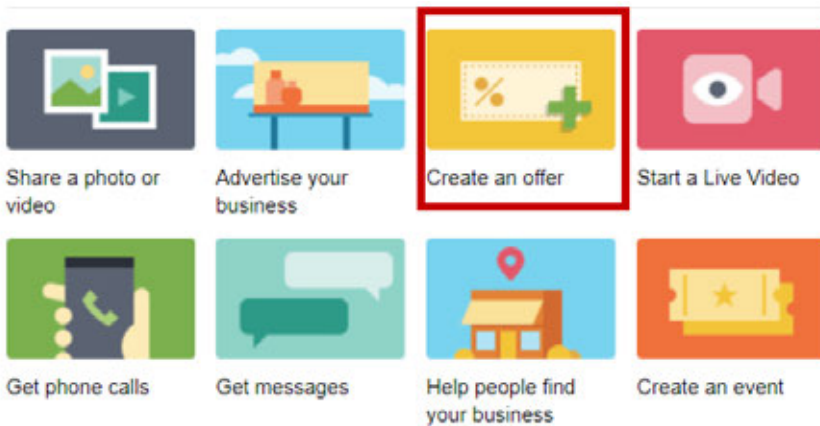 Share a photo or
video
Advertise your
business
Create an offer
Start a Live Video
Get phone calls
Get messages
Help people find
your business
Create an event